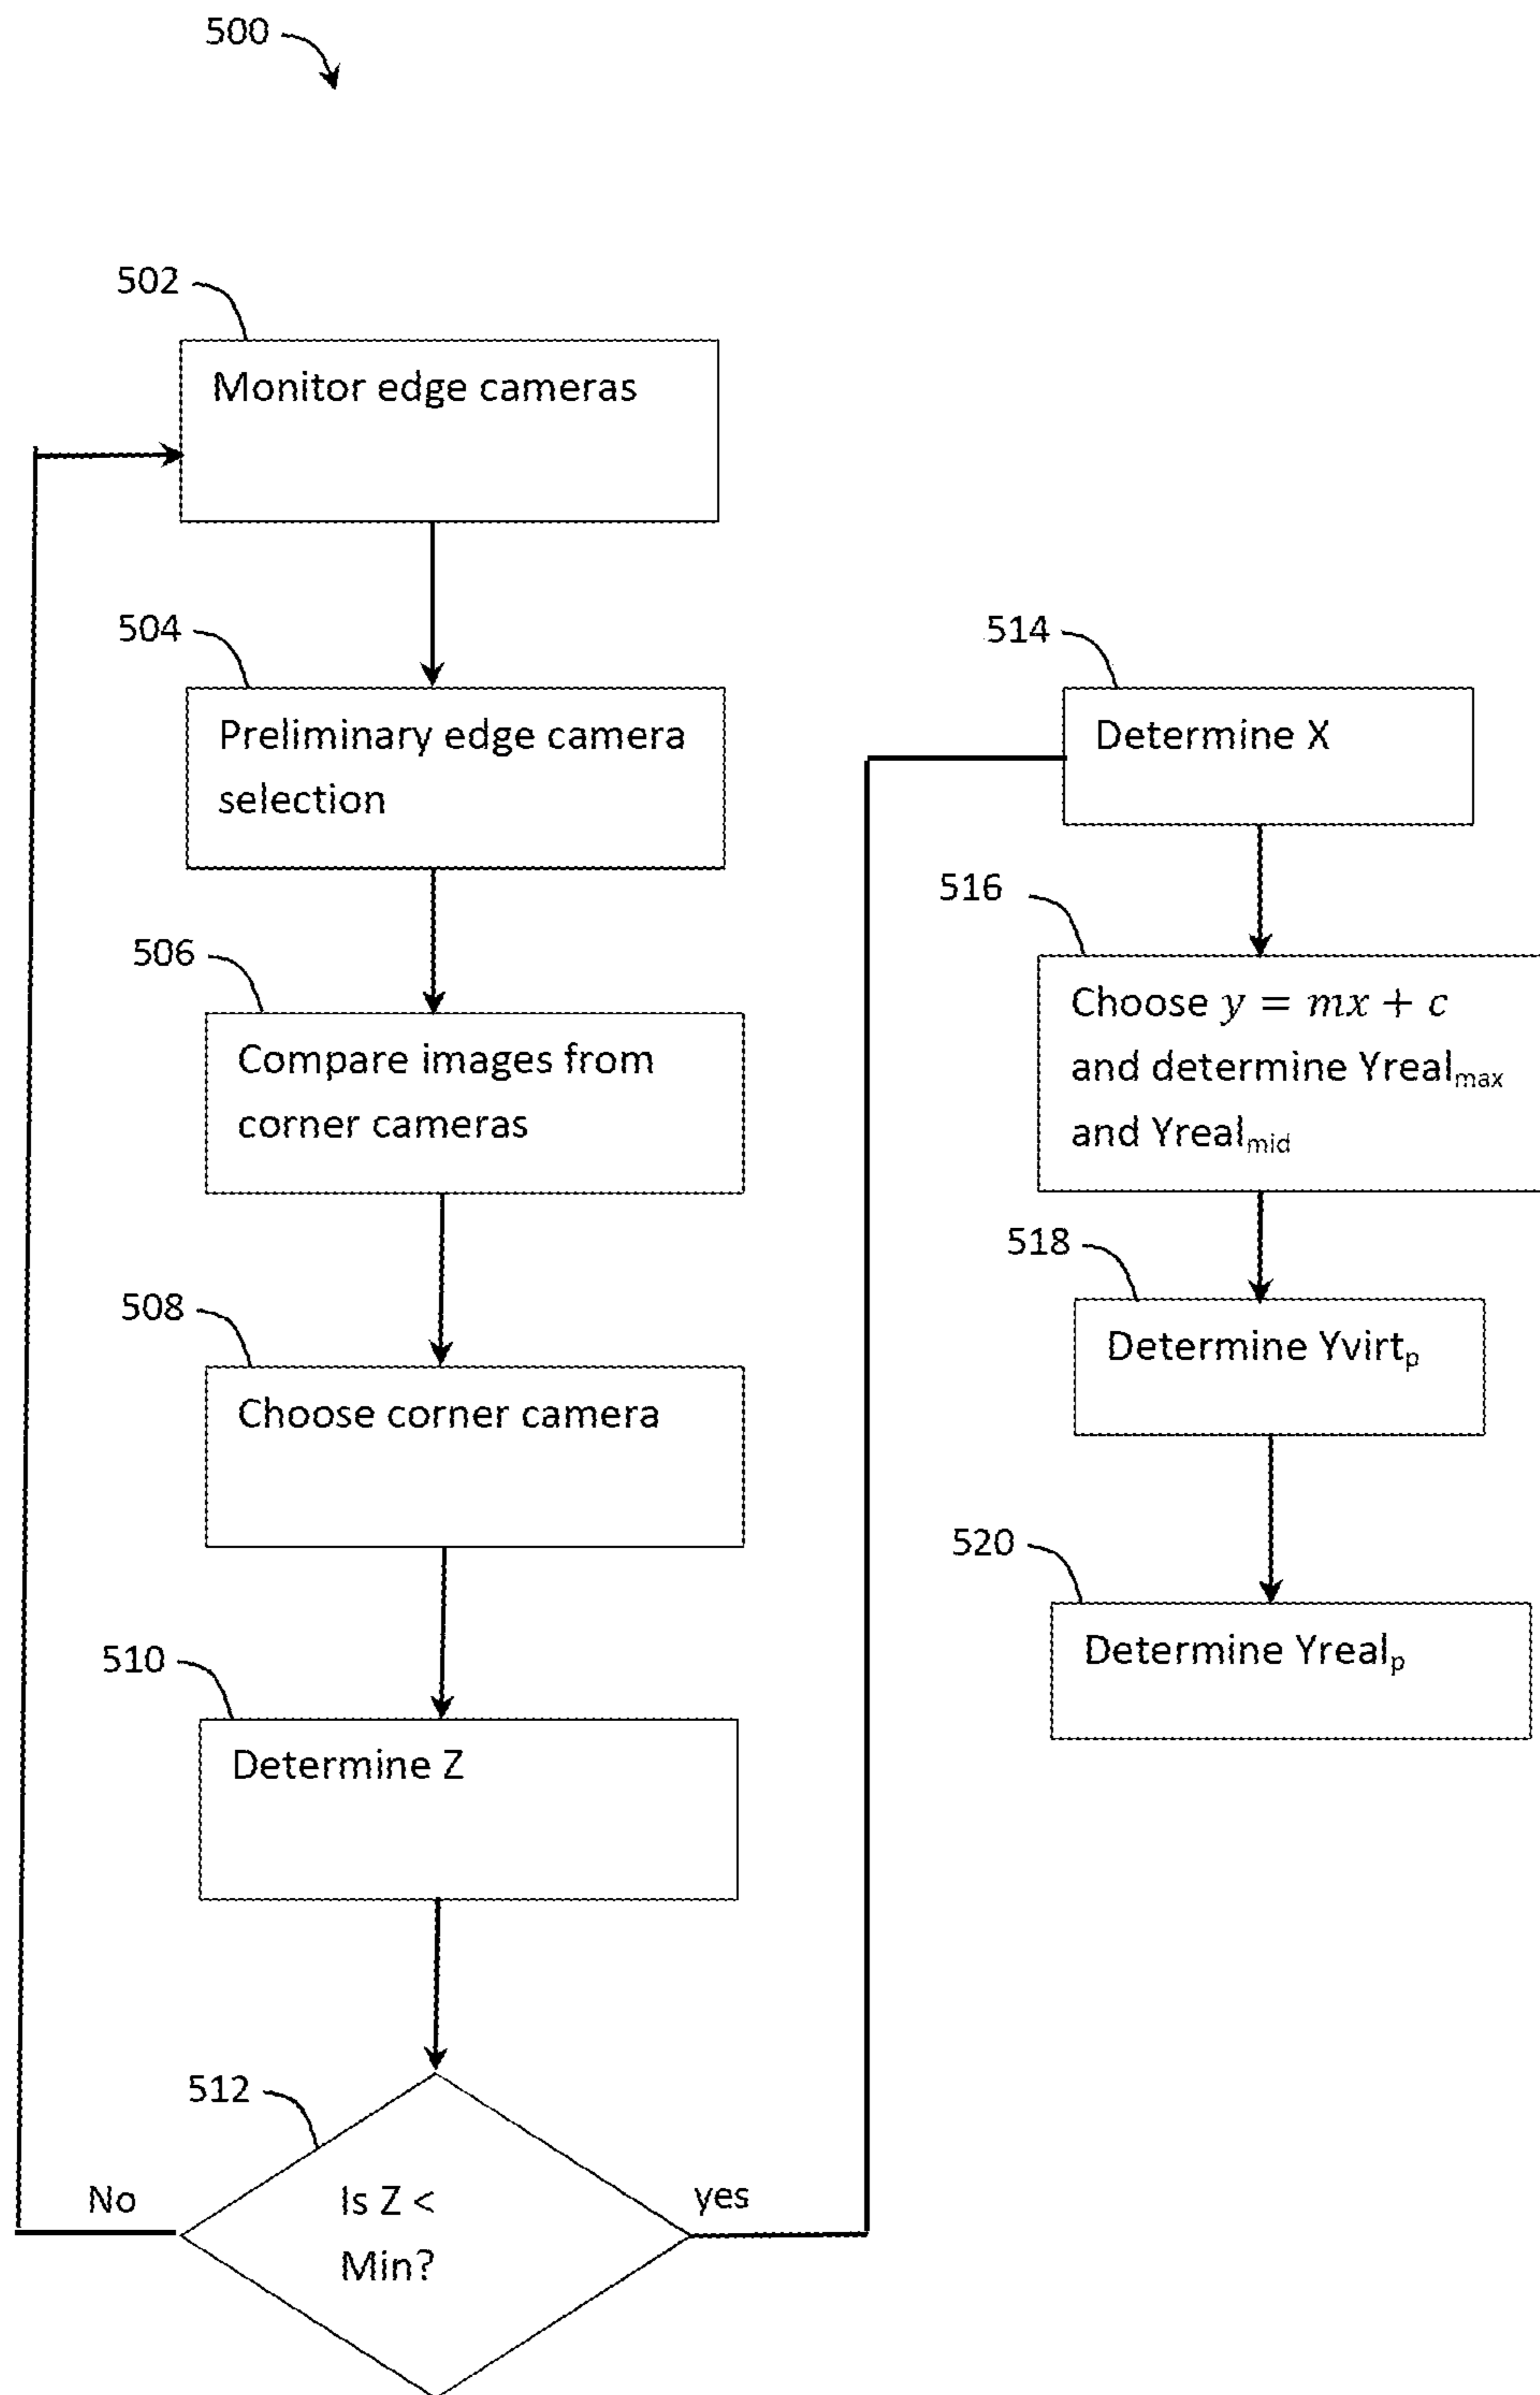 500
502
Monitor edge cameras
504
Preliminary edge camera
selection
506
Compare images from
corner cameras
508
Choose corner camera
510
Determine Z
512
Is Z <
Min?
No
yes
514
Determine X
516
Choose y = mx + c
and determine Yrealmax
and Yrealmid
518
Determine Yvirtp
520
Determine Yrealp